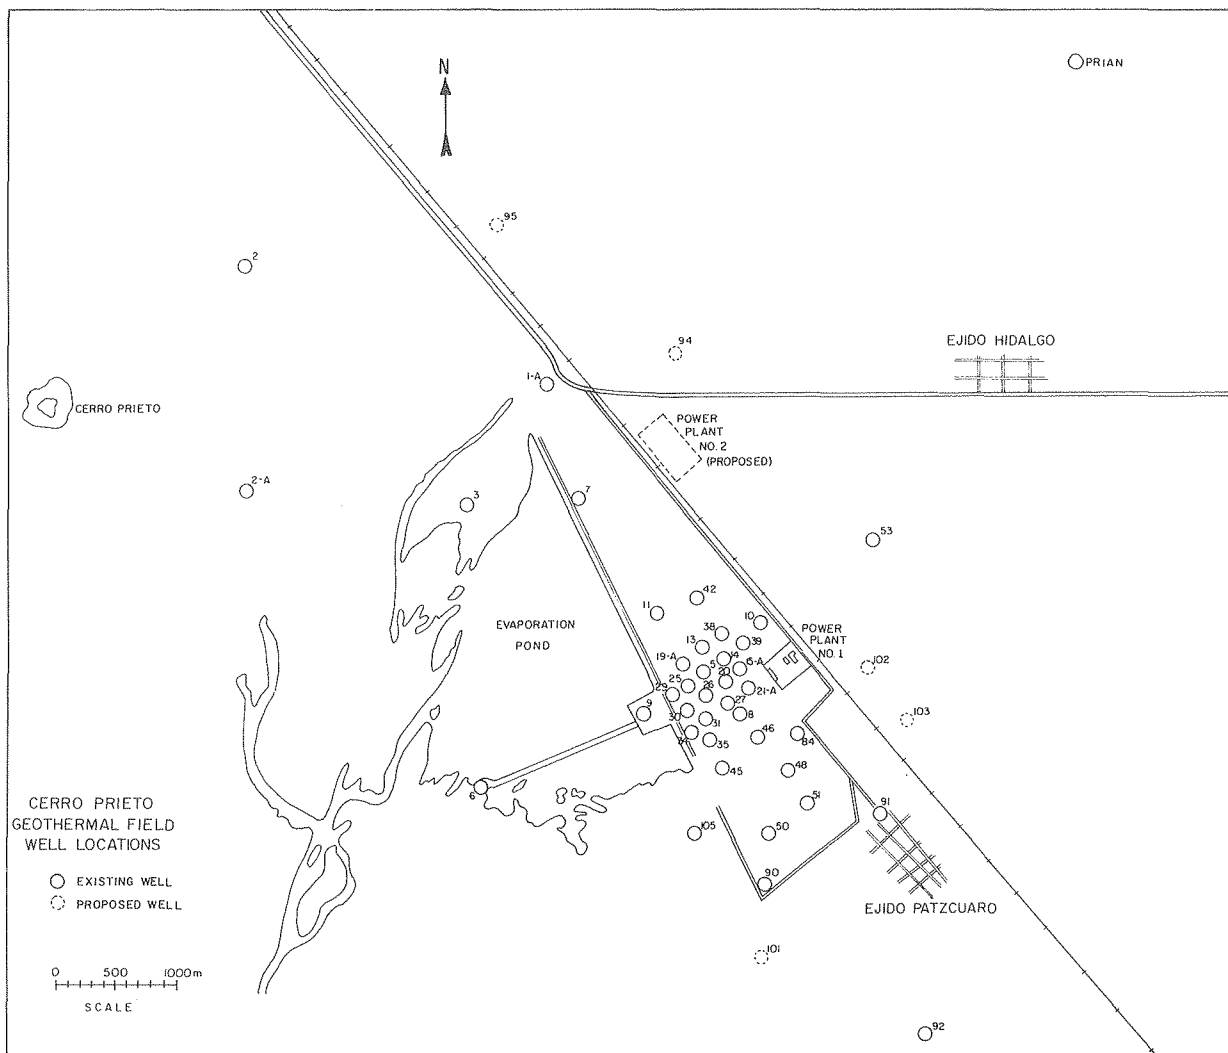 N
PRIAN
95
2
94
EJIDO HIDALGO
1-A
CERRO PRIETO
POWER
PLANT
NO. 2
(PROPOSED)
2-A
3
7
53
42
11
10
38
39
POWER
PLANT
NO. 1
EVAPORATION
POND
13
14
19-A
5
15-A
102
20
25
26
21-A
29
27
9
30
8
103
31
34
35
46
84
45
48
6
51
91
105
50
CERRO PRIETO
GEOTHERMAL FIELD
WELL LOCATIONS
EXISTING WELL
PROPOSED WELL
90
EJIDO PATZCUARO
101
0 500 1000m
SCALE
92